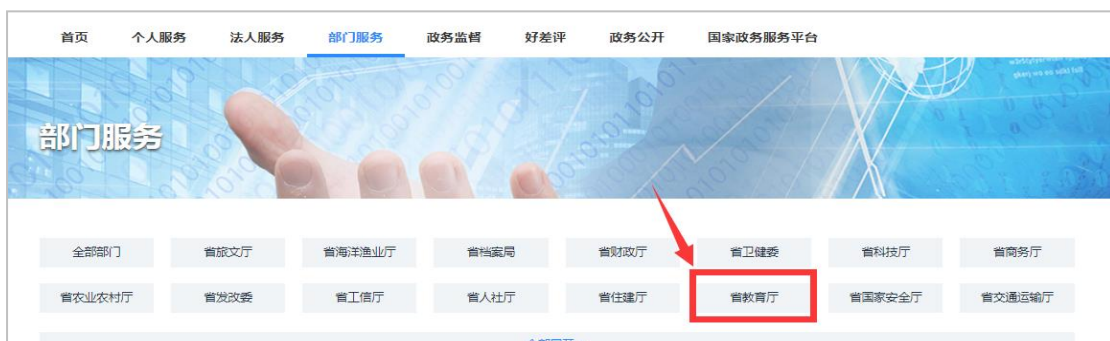 首页 个人服务 法人服务 部门服务 政务监督 好差评 政务公开 国家政务服务平台
部门服务
全部部门 省旅文厅 省海洋渔业厅 省档案局 省财政厅 省卫健委 省科技厅 省商务厅
省农业农村厅 省发改委 省工信厅 省人社厅 省住建厅 省教育厅 省国家安全厅 省交通运输厅